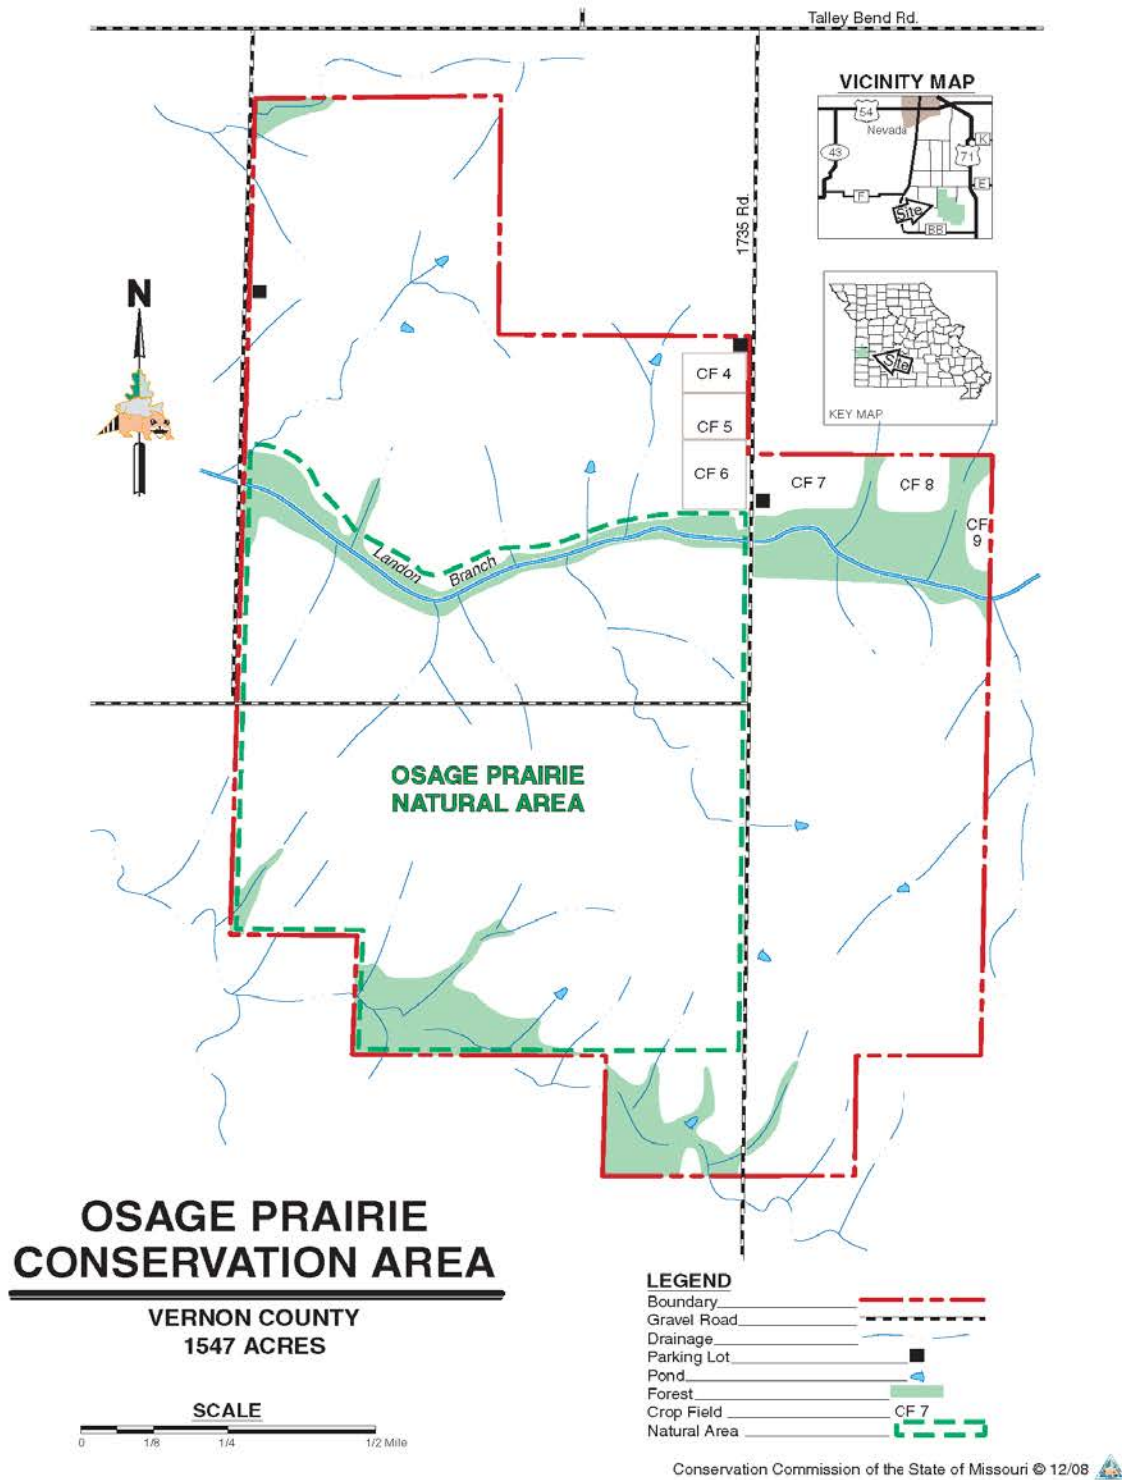 Talley Bend Rd.
VICINITY MAP
54
Nevada
43
71
K
E
F
Site
BB
1735 Rd.
N
Site
KEY MAP
CF 4
CF 5
CF 6
CF 7
CF 8
CF
9
Landon Branch
OSAGE PRAIRIE
NATURAL AREA
OSAGE PRAIRIE
CONSERVATION AREA
VERNON COUNTY
1547 ACRES
SCALE
0 1/8 1/4 1/2 Mile
LEGEND
Boundary
Gravel Road
Drainage
Parking Lot
Pond
Forest
Crop Field CF 7
Natural Area
Conservation Commission of the State of Missouri © 12/08